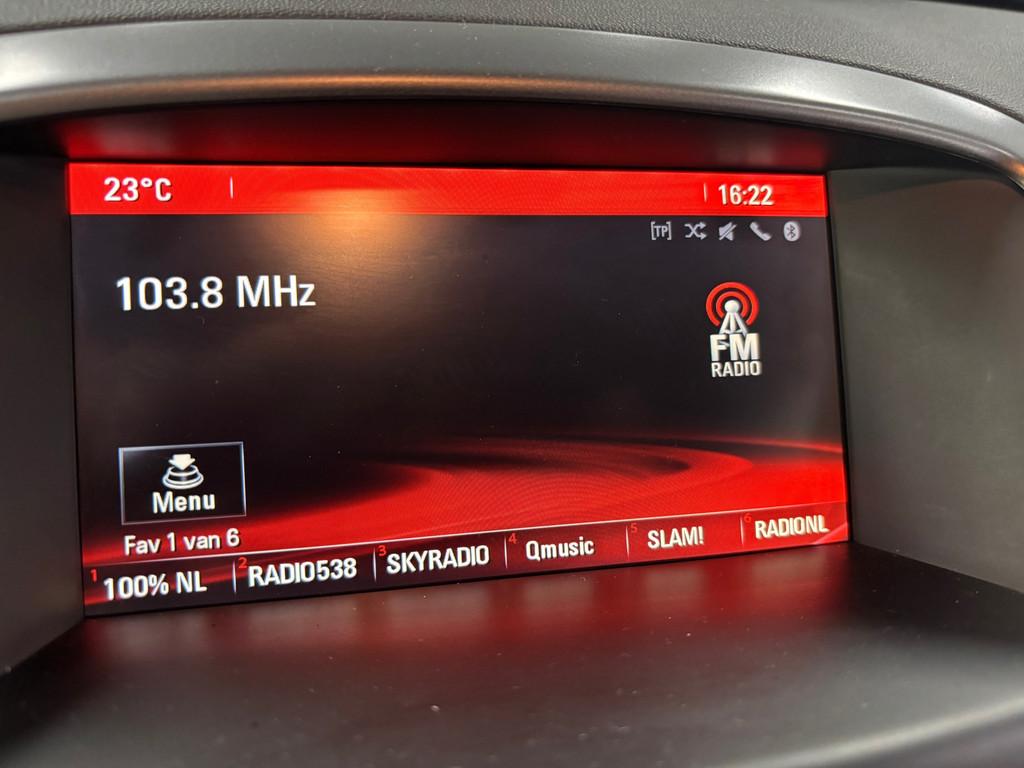 23°C 16:22
[TP]
103.8 MHz
FM
RADIO
Menu
Fav 1 van 6
1 100% NL 2 RADIO538 3 SKYRADIO 4 Qmusic 5 SLAM! 6 RADIONL